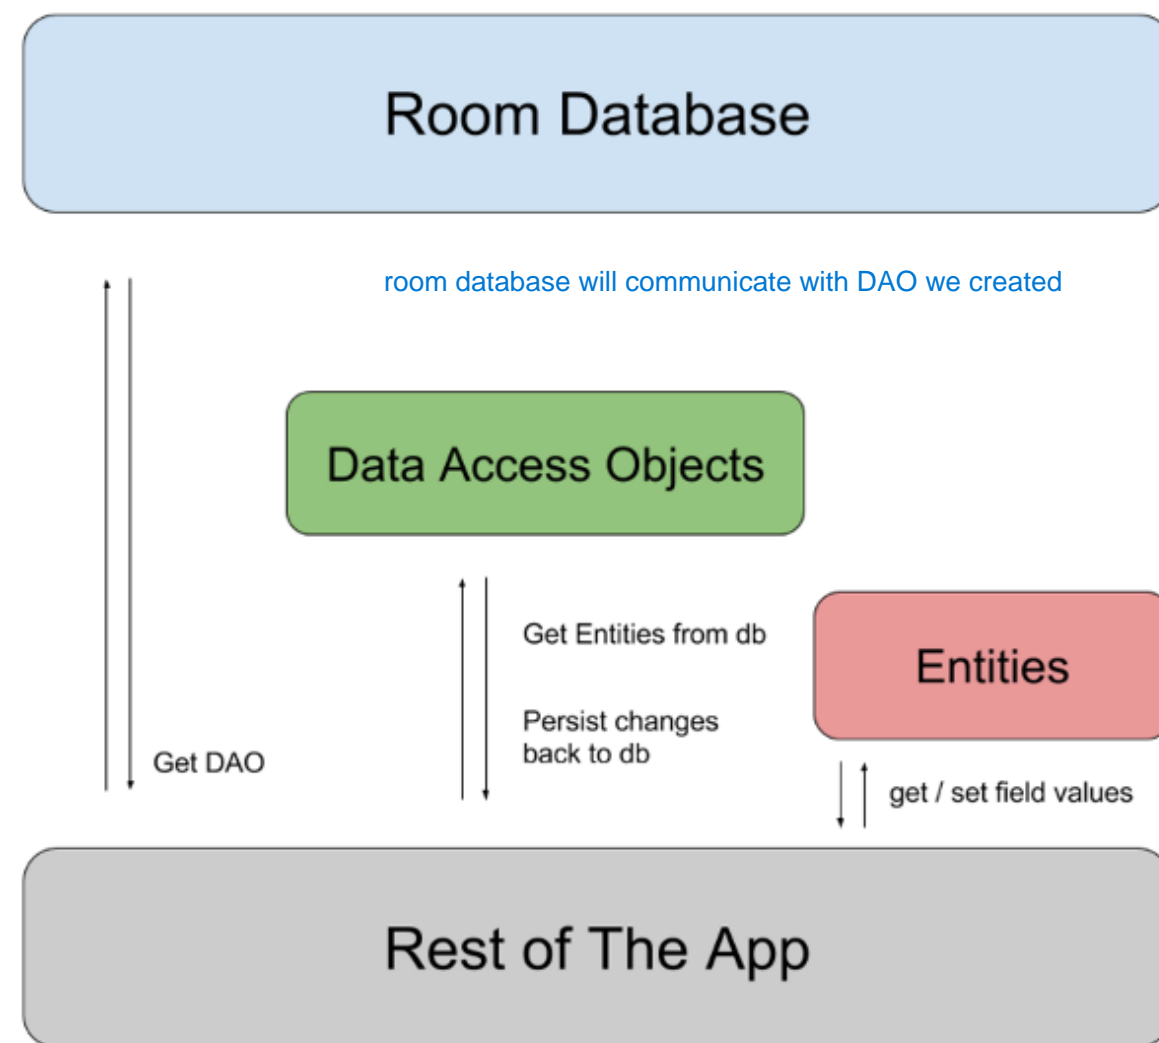 Room Database
room database will communicate with DAO we created
Data Access Objects
Get Entities from db
Entities
Persist changes
back to db
Get DAO
get / set field values
Rest of The App